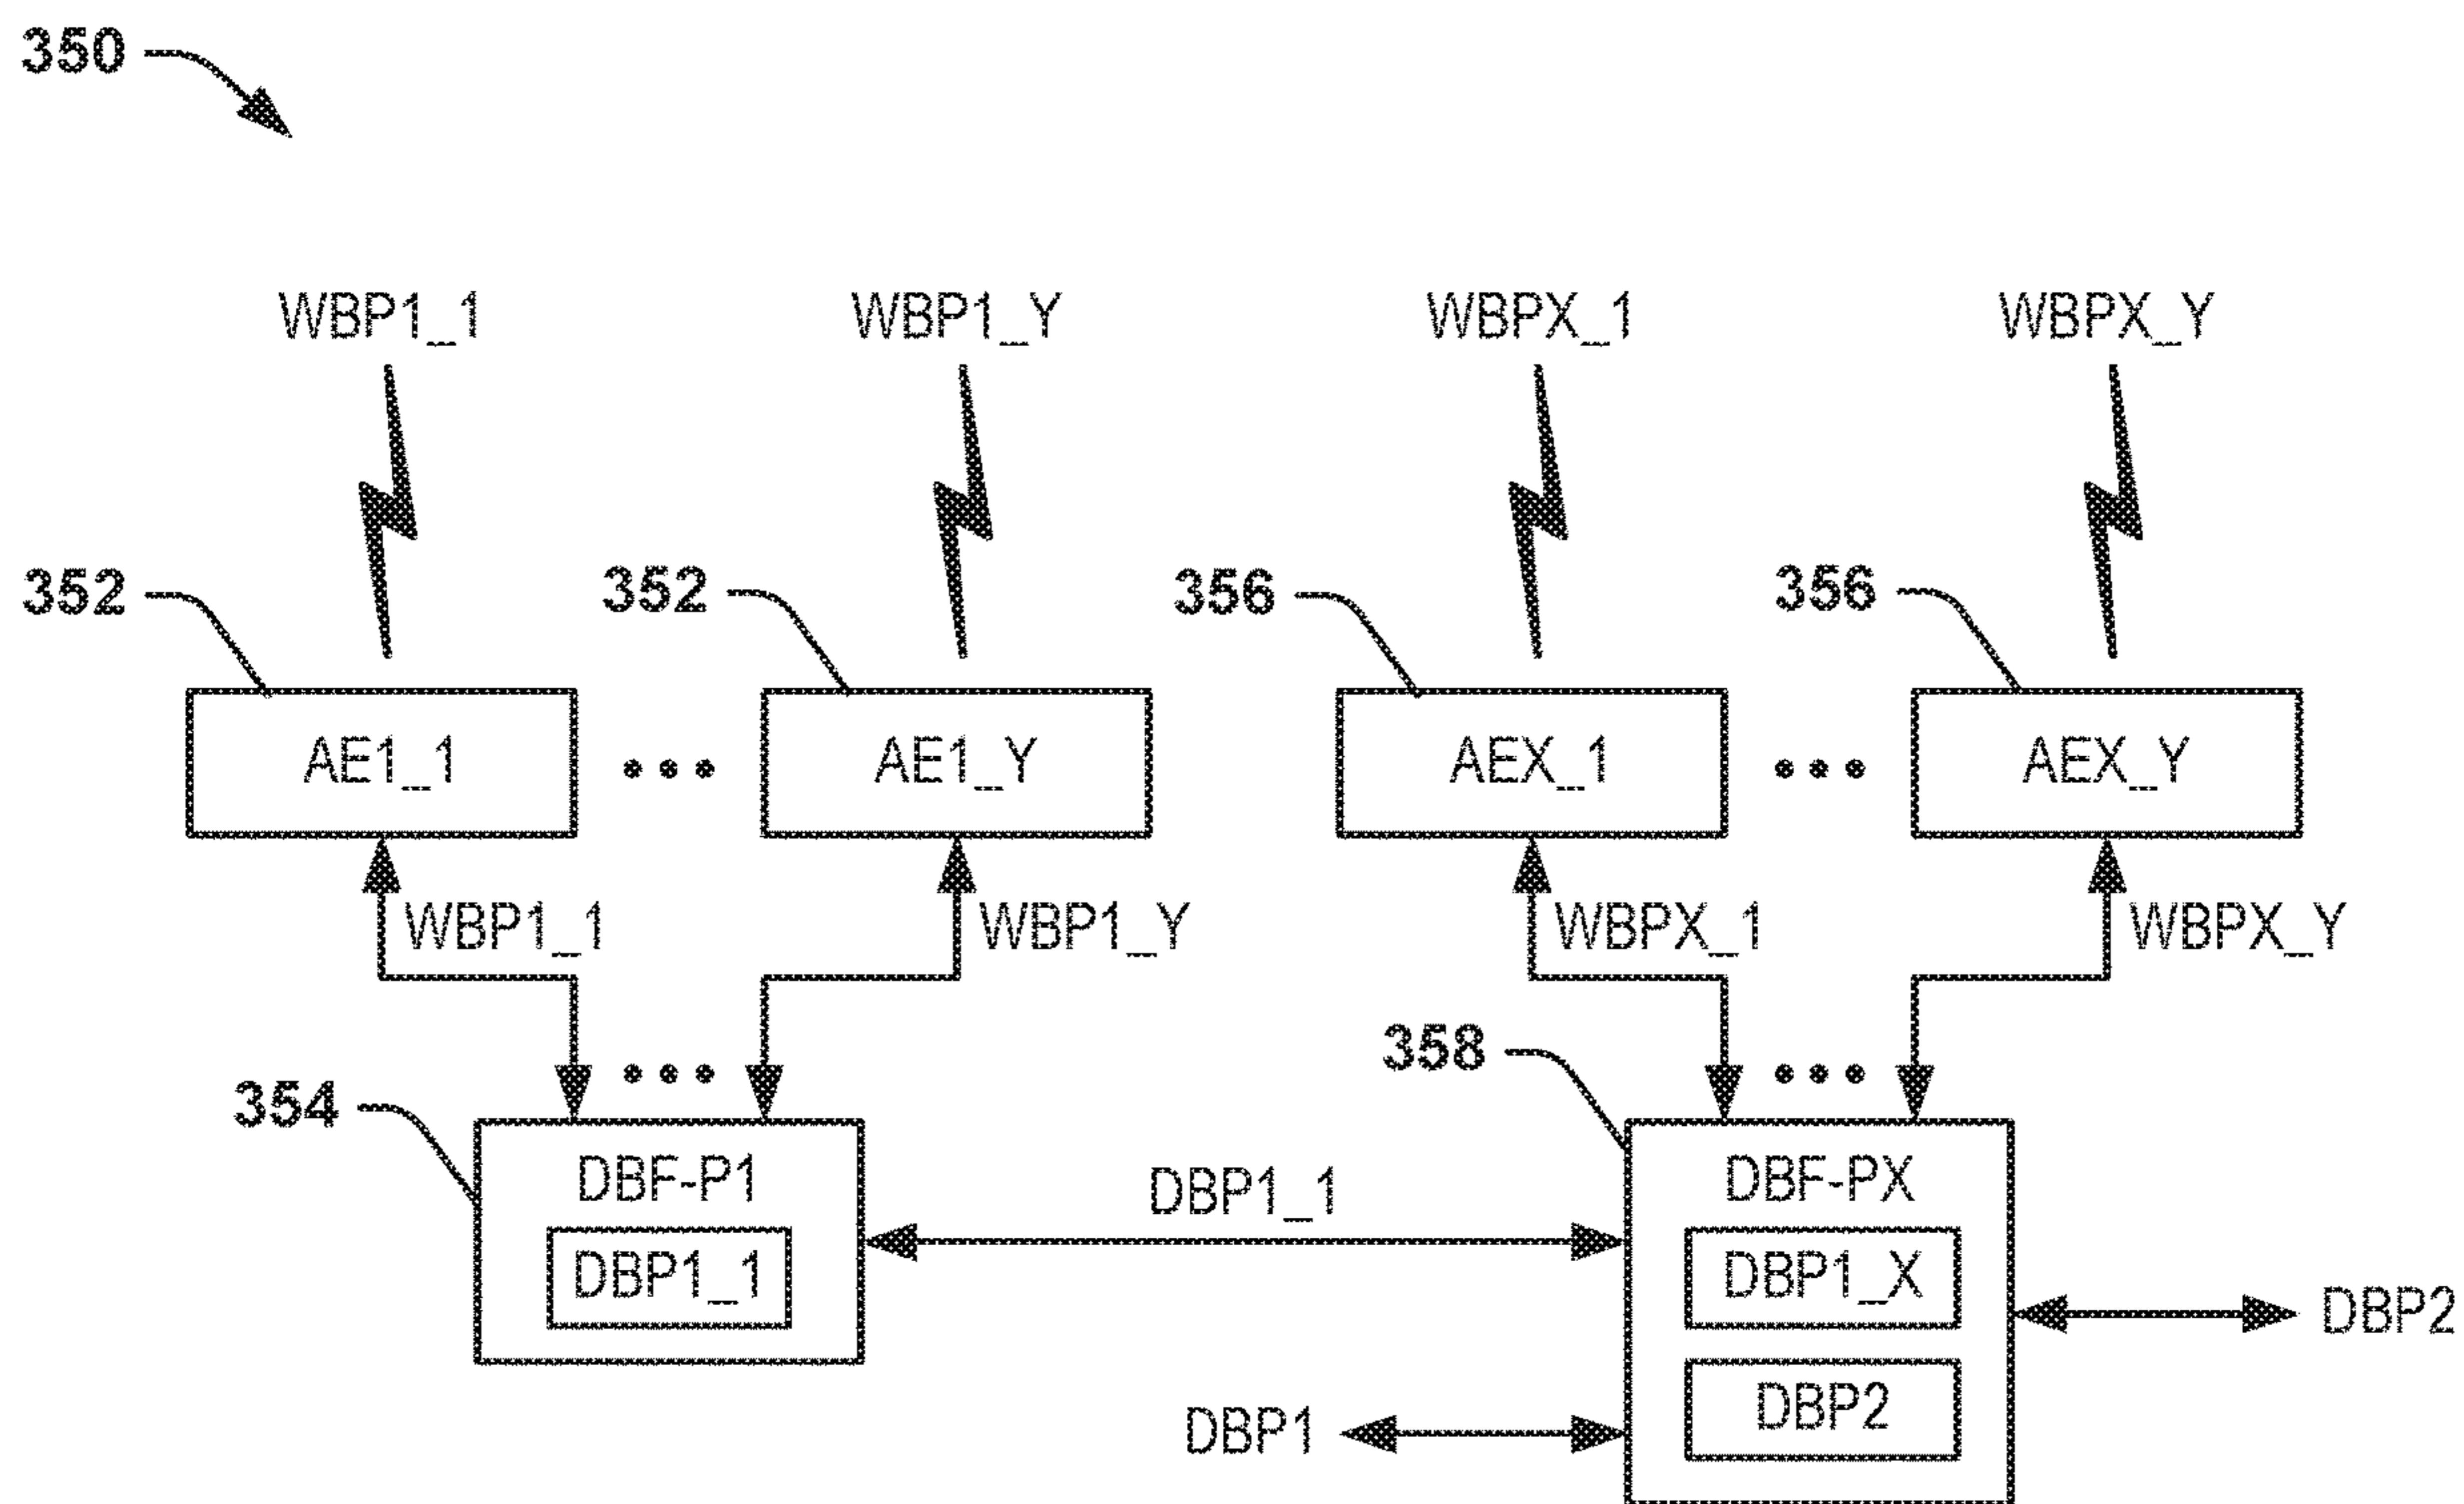 350
WBP1_1
WBP1_Y
WBPX_1
WBPX_Y
352
352
356
356
AE1_1
AE1_Y
AEX_1
AEX_Y
WBP1_1
WBP1_Y
WBPX_1
WBPX_Y
354
358
DBF-P1
DBP1_1
DBP1_1
DBF-PX
DBP1_X
DBP2
DBP2
DBP1